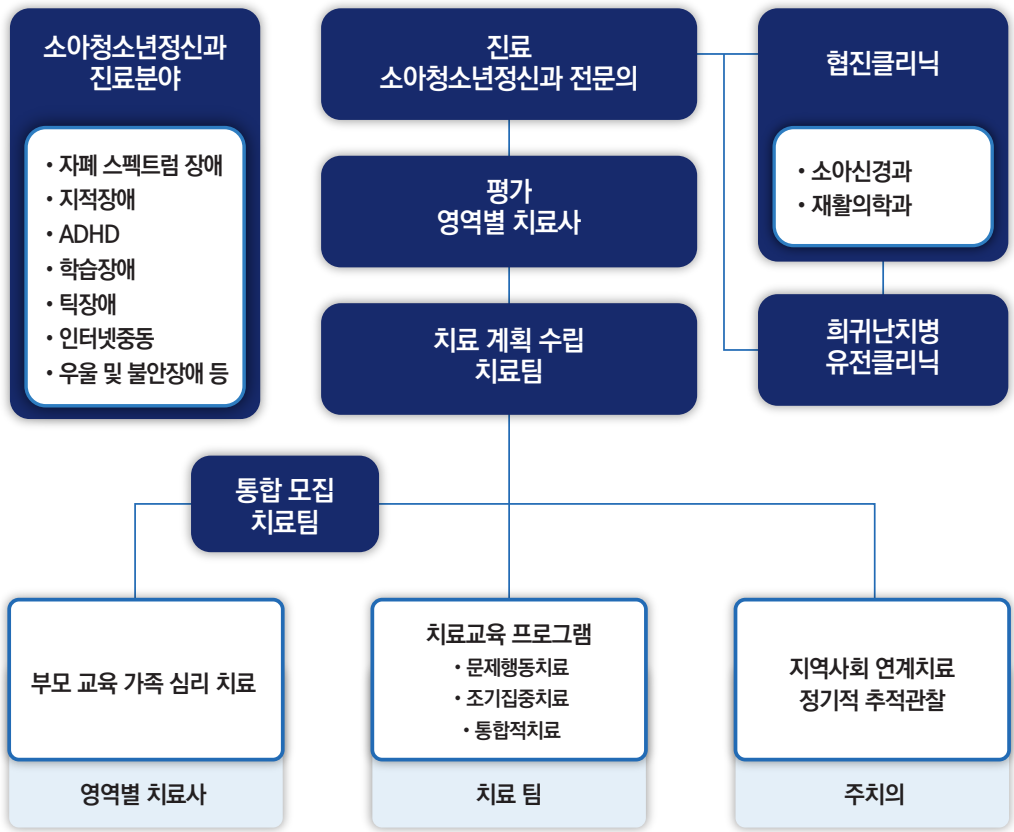 소아청소년정신과
진료분야
• 자폐 스펙트럼 장애
• 지적장애
• ADHD
• 학습장애
• 틱장애
• 인터넷중동
• 우울 및 불안장애 등
진료
소아청소년정신과 전문의
평가
영역별 치료사
치료 계획 수립
치료팀
협진클리닉
• 소아신경과
• 재활의학과
희귀난치병
유전클리닉
통합 모집
치료팀
부모 교육 가족 심리 치료
영역별 치료사
치료교육 프로그램
• 문제행동치료
• 조기집중치료
• 통합적치료
치료 팀
지역사회 연계치료
정기적 추적관찰
주치의